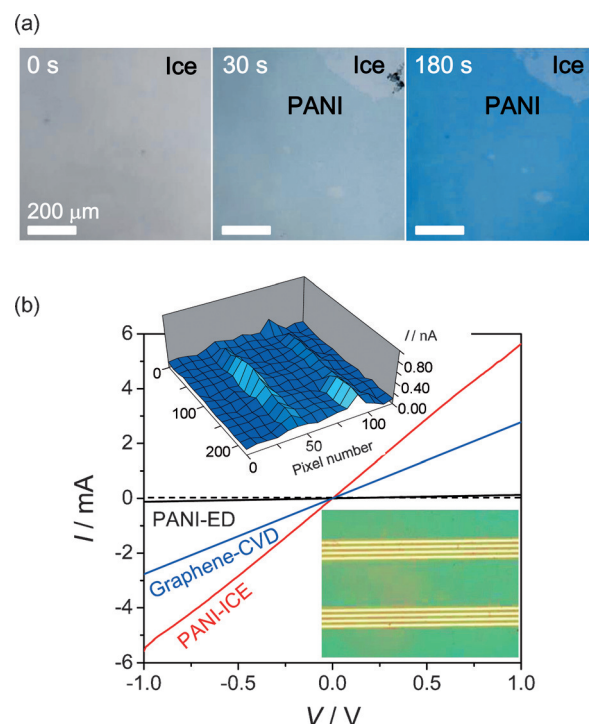 (a)
0 s Ice 30 s Ice 180 s Ice
PANI PANI
200 μm
(b)
6
4
2
0
-2
-4
-6
I / mA
-1.0 -0.5 0.0 0.5 1.0
V / V
I / nA
0.80
0.40
0.00
0
100
200
0 50 100
Pixel number
PANI-ED
Graphene-CVD
PANI-ICE